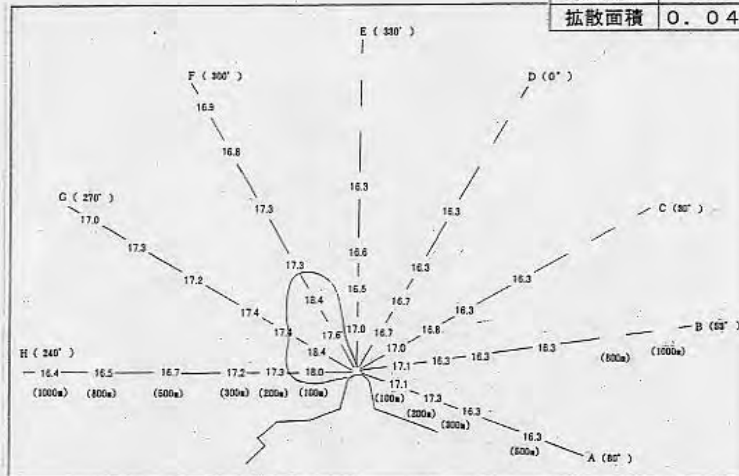 拡散面積 0.04
E (330°)
F (300°)
D (0°)
16.9
16.8
16.3
16.3
G (270°)
17.0
17.3
C (30°)
17.3
16.6
16.3
16.3
17.2
17.3
16.5
16.7
18.4
17.4
17.4
17.6
17.0
16.7
16.8
16.3
B (53°)
H (240°)
18.4
17.0
17.1
16.3
16.3
16.3
(800m)
(1000m)
16.4
16.5
16.7
17.2
17.3
18.0
17.1
(1000m)
(800m)
(500m)
(300m)
(200m)
(100m)
(100m)
17.3
16.3
(200m)
(300m)
16.3
(500m)
A (80°)